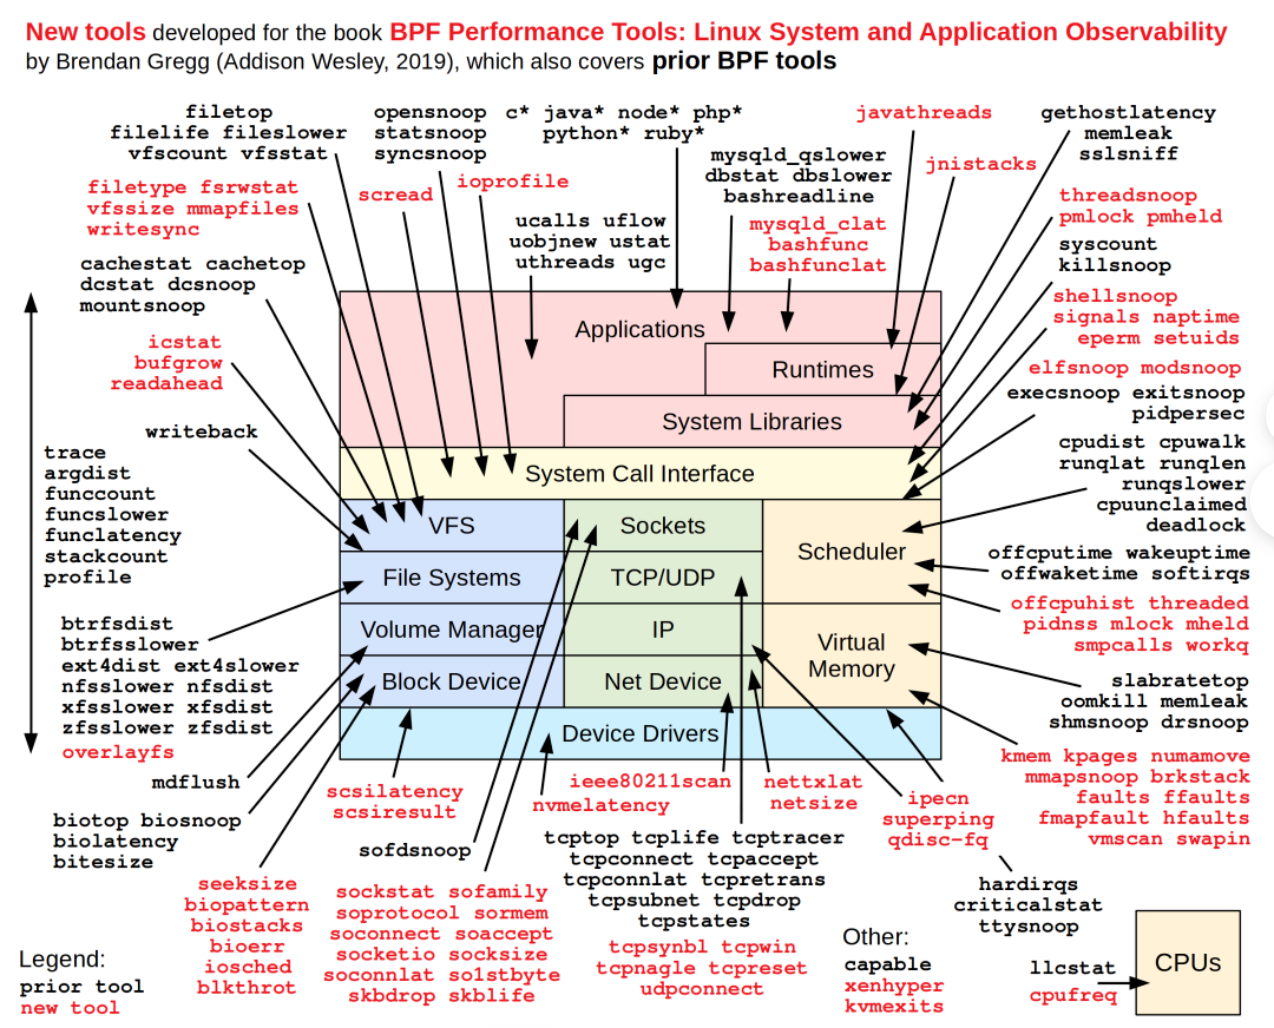 New tools developed for the book BPF Performance Tools: Linux System and Application Observability
by Brendan Gregg (Addison Wesley, 2019), which also covers prior BPF tools
filetop
filelife fileslower
vfscount vfsstat
opensnoop
statsnoop
syncsnoop
c* java* node* php*
python* ruby*
javathreads
gethostlatency
memleak
sslsniff
filetype fsrwstat
vfssize mmapfiles
writesync
scread
ioprofile
mysqld_qslower
dbstat dbslower
bashreadline
jnistacks
threadsnoop
pmlock pmheld
ucalls uflow
uobjnew ustat
uthreads ugc
mysqld_clat
bashfunc
bashfunclat
syscount
killsnoop
cachestat cachetop
dcstat dcsnoop
mountsnoop
shellsnoop
signals naptime
eperm setuids
icstat
bufgrow
readahead
elfsnoop modsnoop
execsnoop exitsnoop
pidpersec
writeback
cpudist cpuwalk
runqlat runqlen
runqslower
cpuunclaimed
deadlock
trace
argdist
funccount
funcslower
funclatency
stackcount
profile
Applications
Runtimes
System Libraries
System Call Interface
VFS
Sockets
Scheduler
File Systems
TCP/UDP
Volume Manager
IP
Virtual
Memory
Block Device
Net Device
Device Drivers
offcputime wakeuptime
offwaketime softirqs
offcpuhist threaded
pidnss mlock mheld
smpcalls workq
btrfsdist
btrfsslower
ext4dist ext4slower
nfsslower nfsdist
xfsslower xfsdist
zfsslower zfsdist
overlayfs
slabratetop
oomkill memleak
shmsnoop drsnoop
mdflush
kmem kpages numamove
mmapsnoop brkstack
faults ffaults
fmapfault hfaults
vmscan swapin
biotop biosnoop
biolatency
bitesize
scsilatency
scsiresult
nvmelatency
ieee80211scan
nettxlat
netsize
ipecn
superping
qdisc-fq
sofdsnoop
tcptop tcplife tcptracer
tcpconnect tcpaccept
tcpconnlat tcpretrans
tcpsubnet tcpdrop
tcpstates
seeksize
biopattern
biostacks
bioerr
iosched
blkthrot
sockstat sofamily
soprotocol sormem
soconnect soaccept
socketio socksize
soconnlat so1stbyte
skbdrop skblife
tcpsynbl tcpwin
tcpnagle tcpreset
udpconnect
hardirqs
criticalstat
ttysnoop
Legend:
prior tool
new tool
Other:
capable
xenhyper
kvmexits
llcstat
cpufreq
CPUs